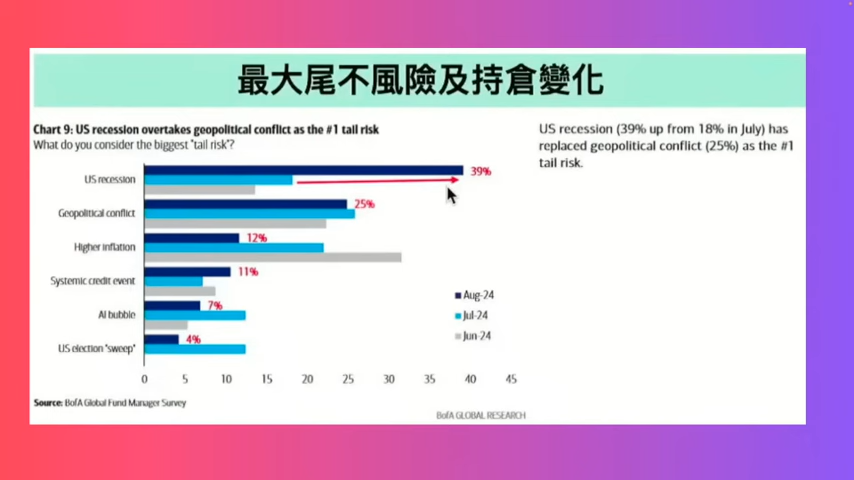 最大尾不風險及持倉變化
Chart 9: US recession overtakes geopolitical conflict as the #1 tail risk
What do you consider the biggest "tail risk"?
US recession (39% up from 18% in July) has
replaced geopolitical conflict (25%) as the #1
tail risk.
US recession
39%
Geopolitical conflict
25%
Higher inflation
12%
Systemic credit event
11%
AI bubble
7%
US election "sweep"
4%
Aug-24
Jul-24
Jun-24
0 5 10 15 20 25 30 35 40 45
Source: BofA Global Fund Manager Survey
BofA GLOBAL RESEARCH